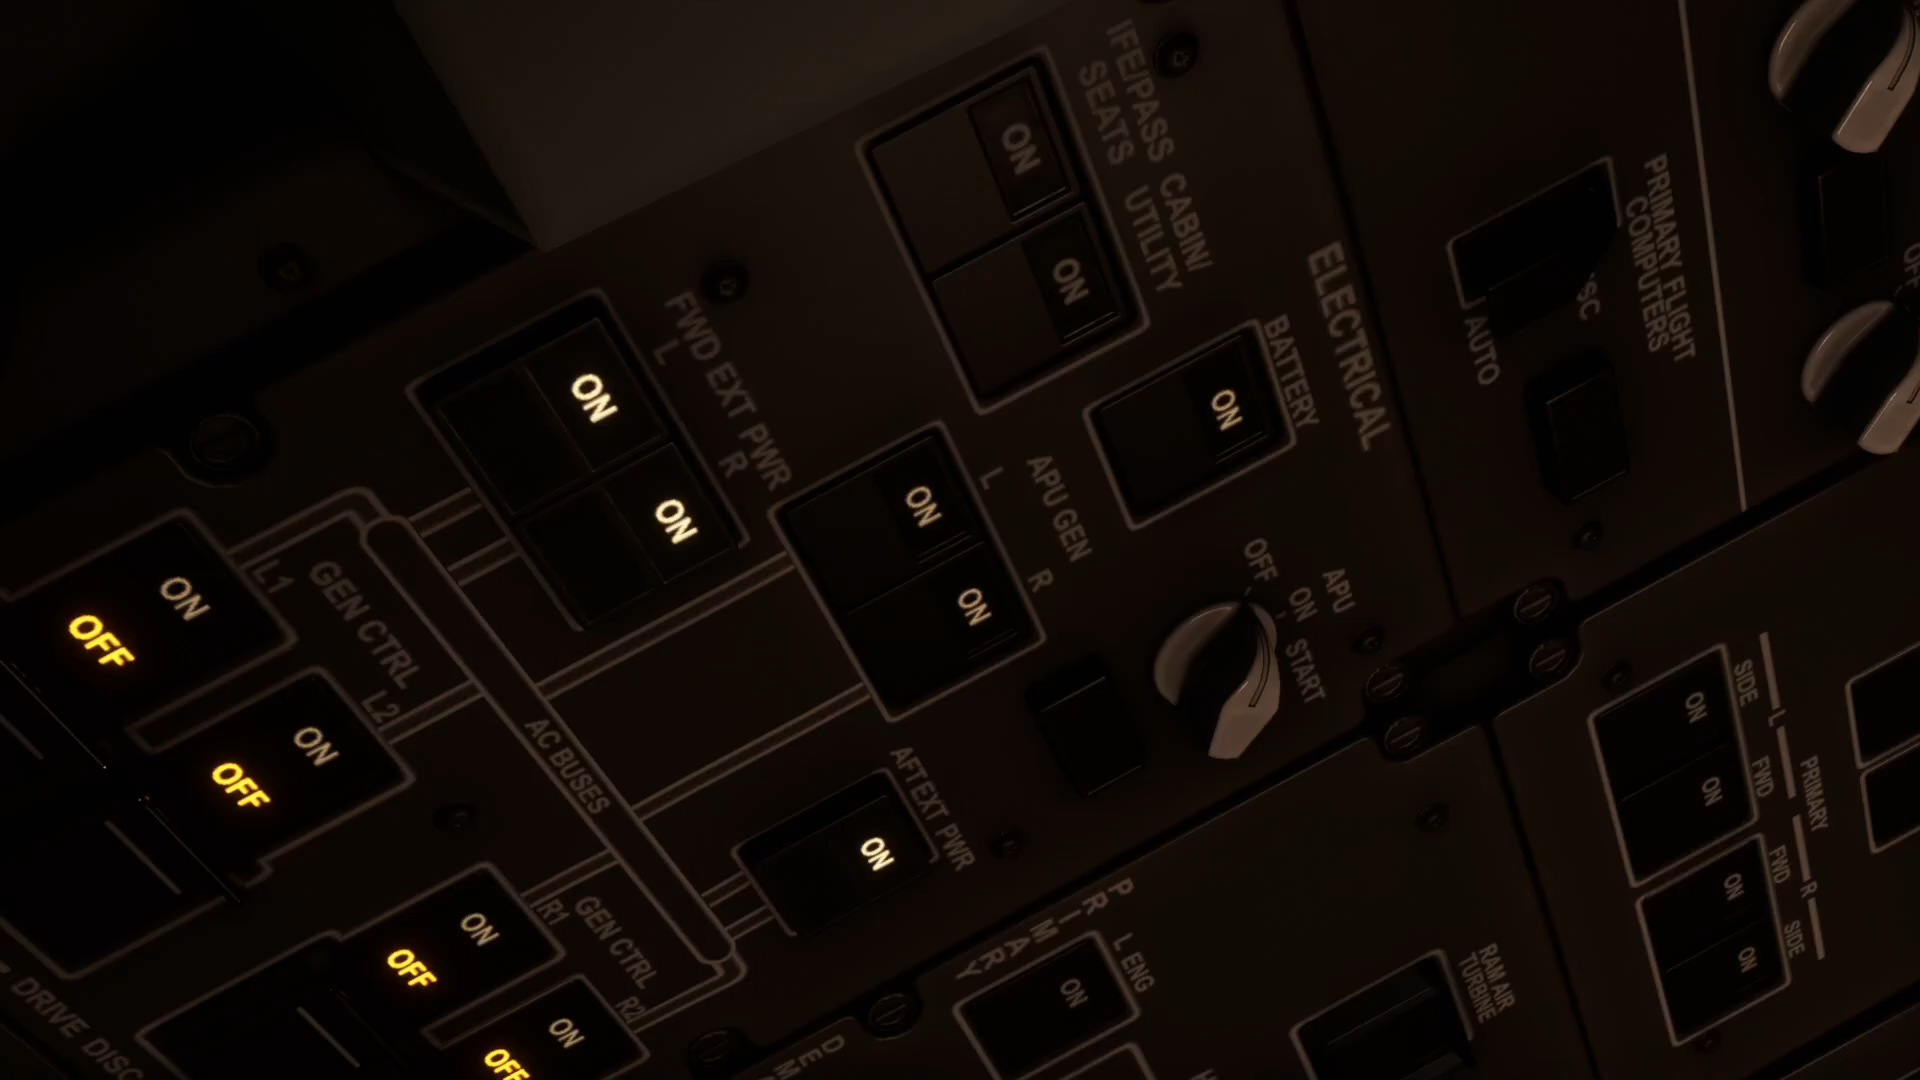 IFE/PASS
SEATS
CABIN/
UTILITY
ON
ON
ELECTRICAL
BATTERY
ON
FWD EXT PWR
L
R
ON
ON
APU GEN
L
R
ON
ON
APU
OFF
ON
START
GEN CTRL
L1
L2
ON
OFF
ON
OFF
AC BUSES
AFT EXT PWR
ON
GEN CTRL
R1
R2
ON
OFF
ON
OFF
DRIVE DISC
PRIMARY FLIGHT
COMPUTERS
AUTO
PRIMARY
L ENG
ON
RAM AIR
TURBINE
SIDE
L
FWD
PRIMARY
FWD
R
SIDE
ON
ON
ON
ON